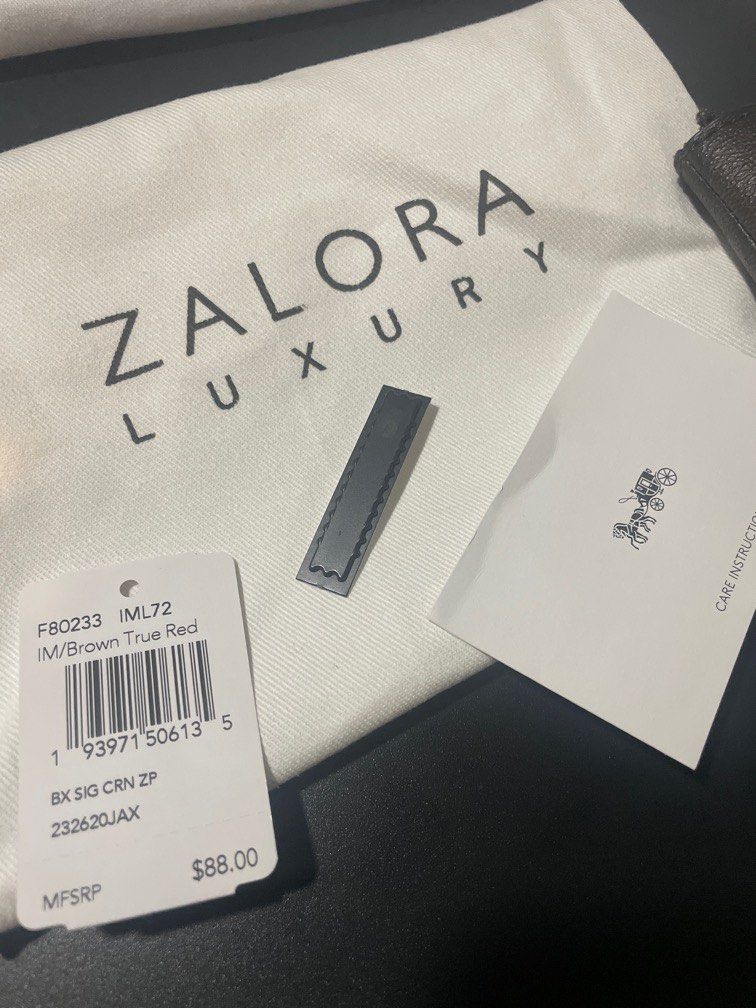 ZALORA
LUXURY
F80233 IML72
IM/Brown True Red
1 93971 50613 5
BX SIG CRN ZP
232620JAX
$88.00
MFSRP
CARE